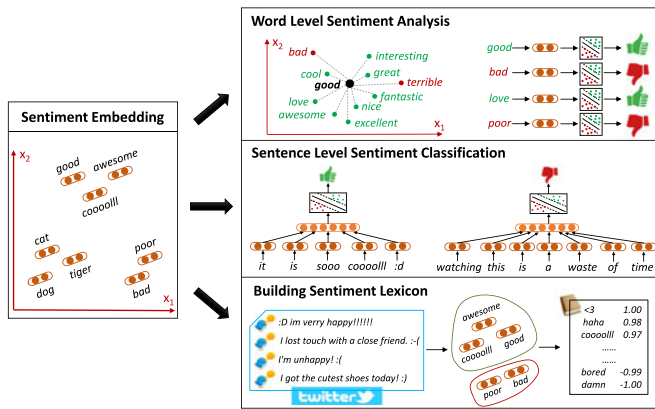 Sentiment Embedding
x2
good
awesome
coooolll
cat
tiger
dog
poor
bad
x1
Word Level Sentiment Analysis
x2
bad
interesting
cool
great
good
terrible
love
fantastic
awesome
nice
excellent
x1
good
bad
love
poor
Sentence Level Sentiment Classification
it is sooo coooolll :d
watching this is a waste of time
Building Sentiment Lexicon
:D im verry happy!!!!!!
I lost touch with a close friend. :-(
I'm unhappy! :(
I got the cutest shoes today! :)
twitter
awesome
coooolll
good
poor
bad
<3 1.00
haha 0.98
coooolll 0.97
......
......
bored -0.99
damn -1.00